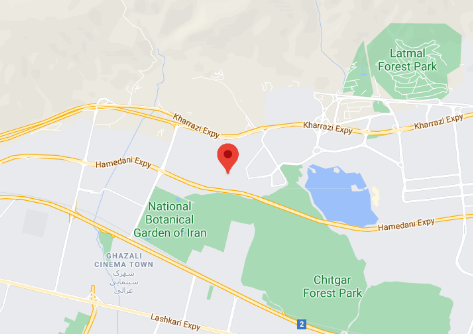 Latmal
Forest Park
Kharrazi Expy
Kharrazi Expy
Kharrazi Expy
Hamedani Expy
National
Botanical
Garden of Iran
Hamedani Expy
GHAZALI
CINEMA TOWN
شهرک
سینمایی
غزالی
Chitgar
Forest Park
Lashkari Expy
2